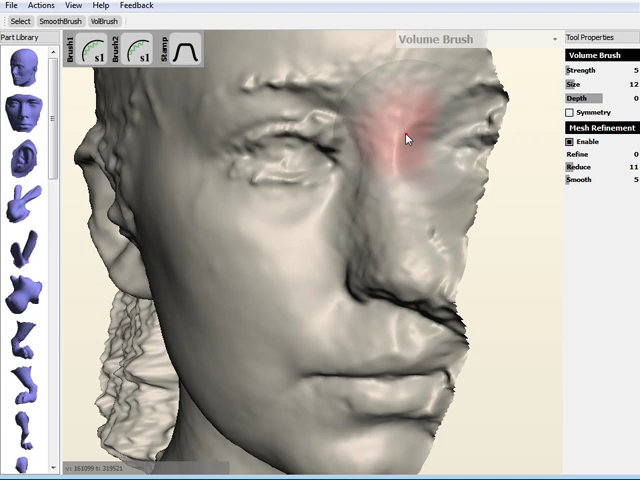 File Actions View Help Feedback
Select SmoothBrush VolBrush
Part Library
Brush1 s1 Brush2 s1 Stamp
Volume Brush
Tool Properties
Volume Brush
Strength 5
Size 12
Depth 0
Symmetry
Mesh Refinement
Enable
Refine 0
Reduce 11
Smooth 5
v: 161099 t: 319521